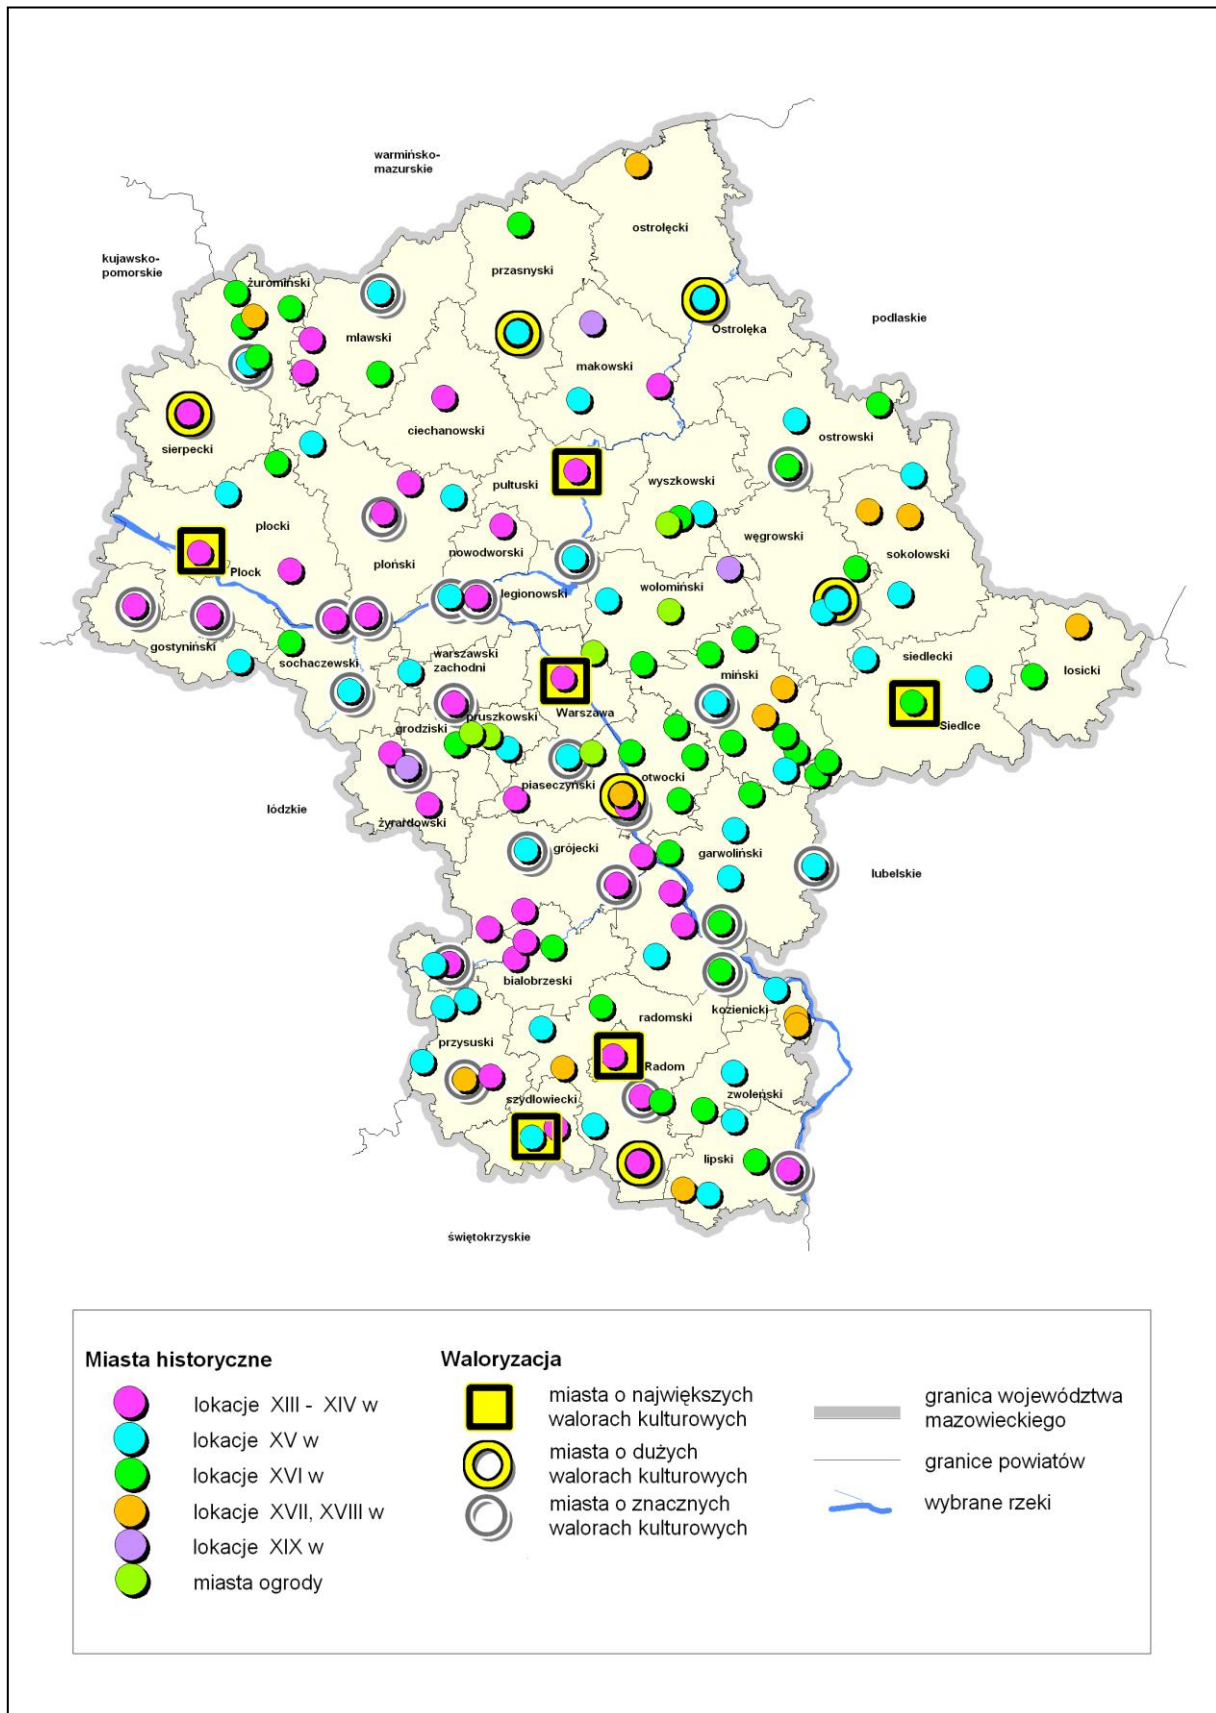 warmińsko-
mazurskie
ostrołęcki
kujawsko-
pomorskie
przasnyski
żuromiński
podlaskie
Ostrołęka
mławski
makowski
ciechanowski
ostrowski
sierpecki
pułtuski
wyszkowski
płocki
węgrowski
nowodworski
sokołowski
płoński
Płock
legionowski
wołomiński
gostyniński
sochaczewski
warszawski
zachodni
miński
siedlecki
łosicki
pruszkowski
Warszawa
grodziski
Siedlce
piaseczyński
otwocki
łódzkie
żyrardowski
grójecki
garwoliński
lubelskie
białobrzeski
radomski
kozienicki
przysuski
Radom
szydłowiecki
zwoleński
lipski
świętokrzyskie
Miasta historyczne
lokacje XIII - XIV w
lokacje XV w
lokacje XVI w
lokacje XVII, XVIII w
lokacje XIX w
miasta ogrody
Waloryzacja
miasta o największych
walorach kulturowych
miasta o dużych
walorach kulturowych
miasta o znacznych
walorach kulturowych
granica województwa
mazowieckiego
granice powiatów
wybrane rzeki